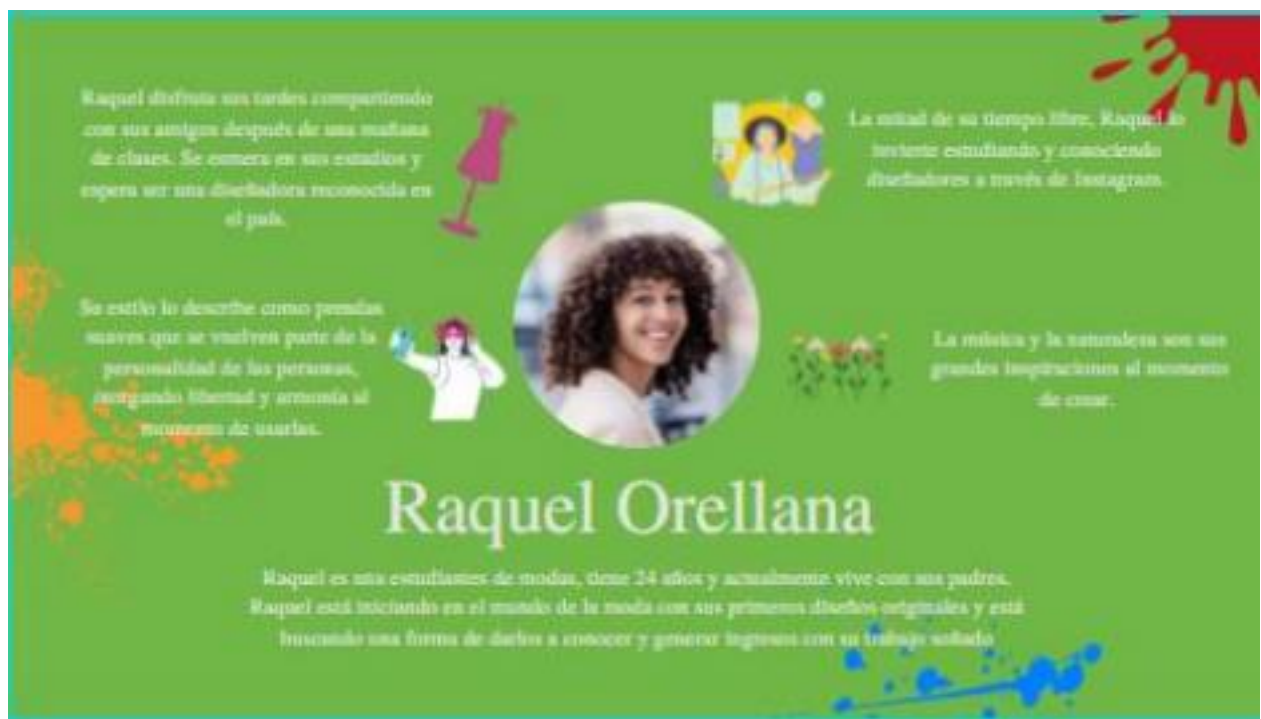 Raquel disfruta sus tardes compartiendo
con sus amigos después de una mañana
de clases. Se esmera en sus estudios y
espera ser una diseñadora reconocida en
el país.
La mitad de su tiempo libre, Raquel lo
invierte estudiando y conociendo
diseñadores a través de Instagram.
Su estilo lo describe como prendas
suaves que se vuelven parte de la
personalidad de las personas,
otorgando libertad y armonía al
momento de usarlas.
La música y la naturaleza son sus
grandes inspiraciones al momento
de crear.
Raquel Orellana
Raquel es una estudiantes de modas, tiene 24 años y actualmente vive con sus padres.
Raquel está iniciando en el mundo de la moda con sus primeros diseños originales y está
buscando una forma de darlos a conocer y generar ingresos con su trabajo soñado